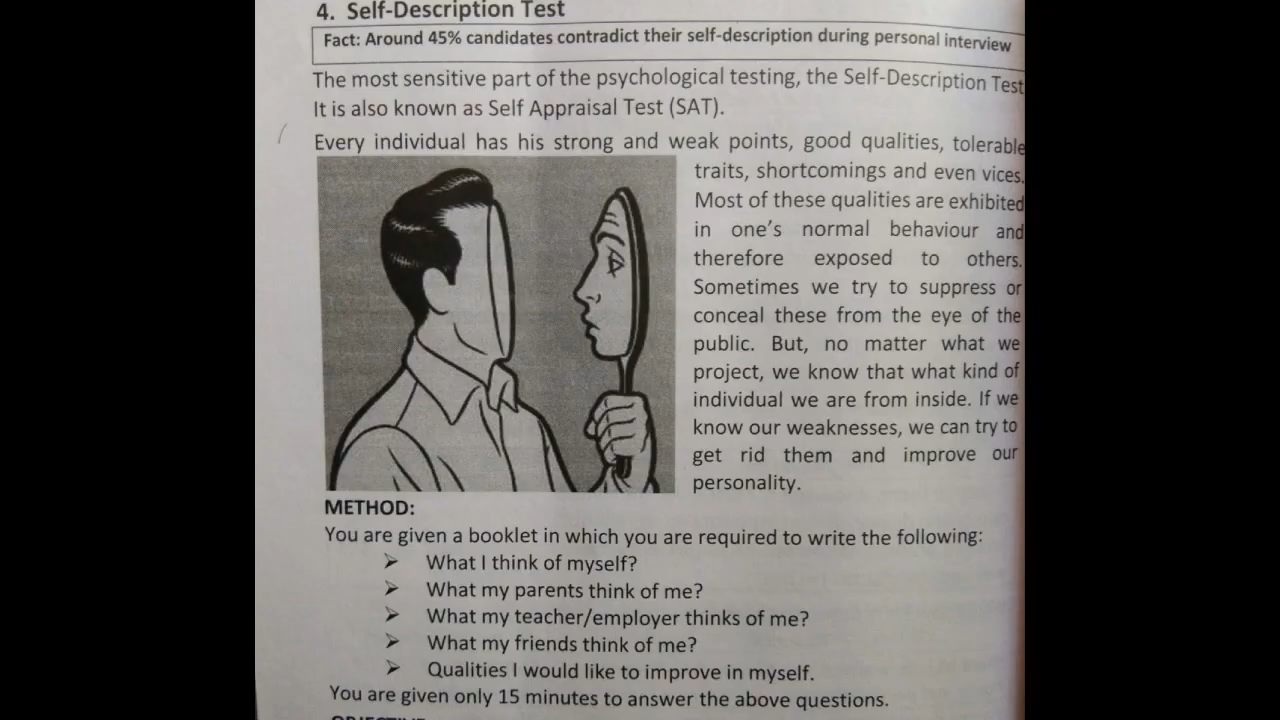 4. Self-Description Test
Fact: Around 45% candidates contradict their self-description during personal interview
The most sensitive part of the psychological testing, the Self-Description Test
It is also known as Self Appraisal Test (SAT).
Every individual has his strong and weak points, good qualities, tolerable
traits, shortcomings and even vices.
Most of these qualities are exhibited
in one's normal behaviour and
therefore exposed to others.
Sometimes we try to suppress or
conceal these from the eye of the
public. But, no matter what we
project, we know that what kind of
individual we are from inside. If we
know our weaknesses, we can try to
get rid them and improve our
personality.
METHOD:
You are given a booklet in which you are required to write the following:
➢ What I think of myself?
➢ What my parents think of me?
➢ What my teacher/employer thinks of me?
➢ What my friends think of me?
➢ Qualities I would like to improve in myself.
You are given only 15 minutes to answer the above questions.